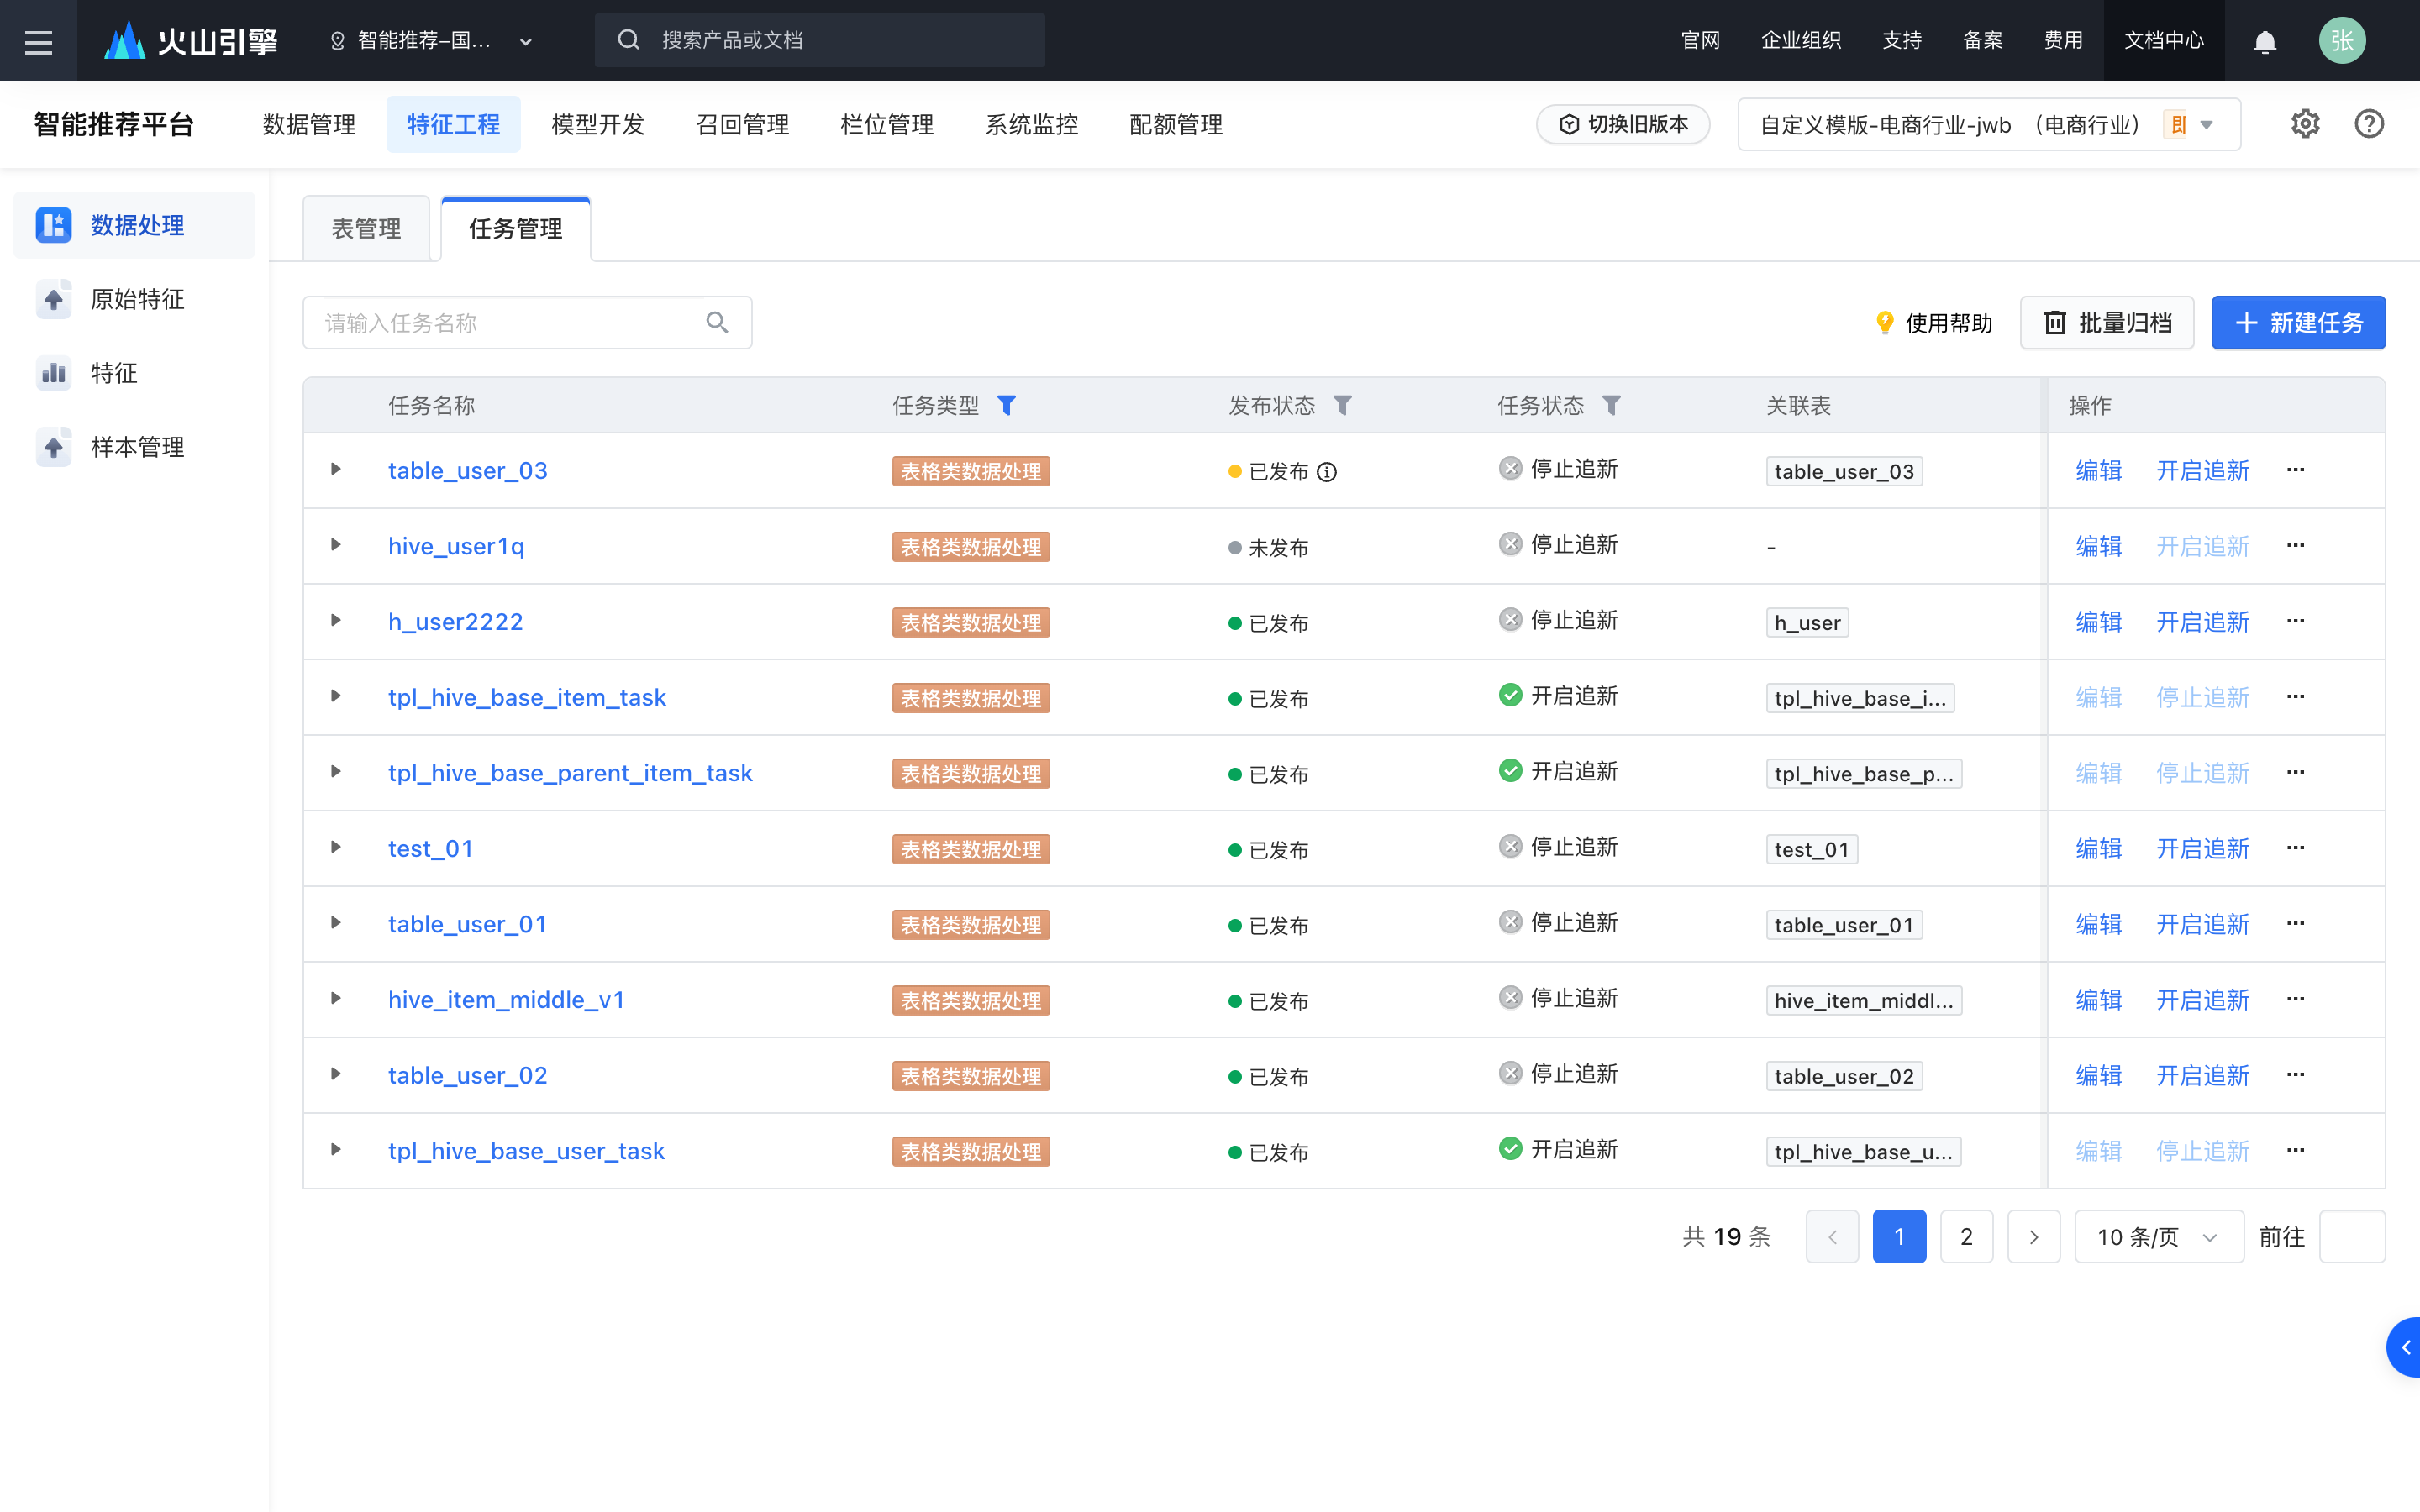 火山引擎 智能推荐–国... 搜索产品或文档 官网 企业组织 支持 备案 费用 文档中心 张
智能推荐平台 数据管理 特征工程 模型开发 召回管理 栏位管理 系统监控 配额管理 切换旧版本 自定义模版-电商行业-jwb （电商行业） 即
数据处理
原始特征
特征
样本管理
表管理 任务管理
请输入任务名称 使用帮助 批量归档 新建任务
任务名称 任务类型 发布状态 任务状态 关联表 操作
table_user_03 表格类数据处理 已发布 停止追新 table_user_03 编辑 开启追新 ...
hive_user1q 表格类数据处理 未发布 停止追新 - 编辑 开启追新 ...
h_user2222 表格类数据处理 已发布 停止追新 h_user 编辑 开启追新 ...
tpl_hive_base_item_task 表格类数据处理 已发布 开启追新 tpl_hive_base_i... 编辑 停止追新 ...
tpl_hive_base_parent_item_task 表格类数据处理 已发布 开启追新 tpl_hive_base_p... 编辑 停止追新 ...
test_01 表格类数据处理 已发布 停止追新 test_01 编辑 开启追新 ...
table_user_01 表格类数据处理 已发布 停止追新 table_user_01 编辑 开启追新 ...
hive_item_middle_v1 表格类数据处理 已发布 停止追新 hive_item_middl... 编辑 开启追新 ...
table_user_02 表格类数据处理 已发布 停止追新 table_user_02 编辑 开启追新 ...
tpl_hive_base_user_task 表格类数据处理 已发布 开启追新 tpl_hive_base_u... 编辑 停止追新 ...
共 19 条 1 2 10 条/页 前往